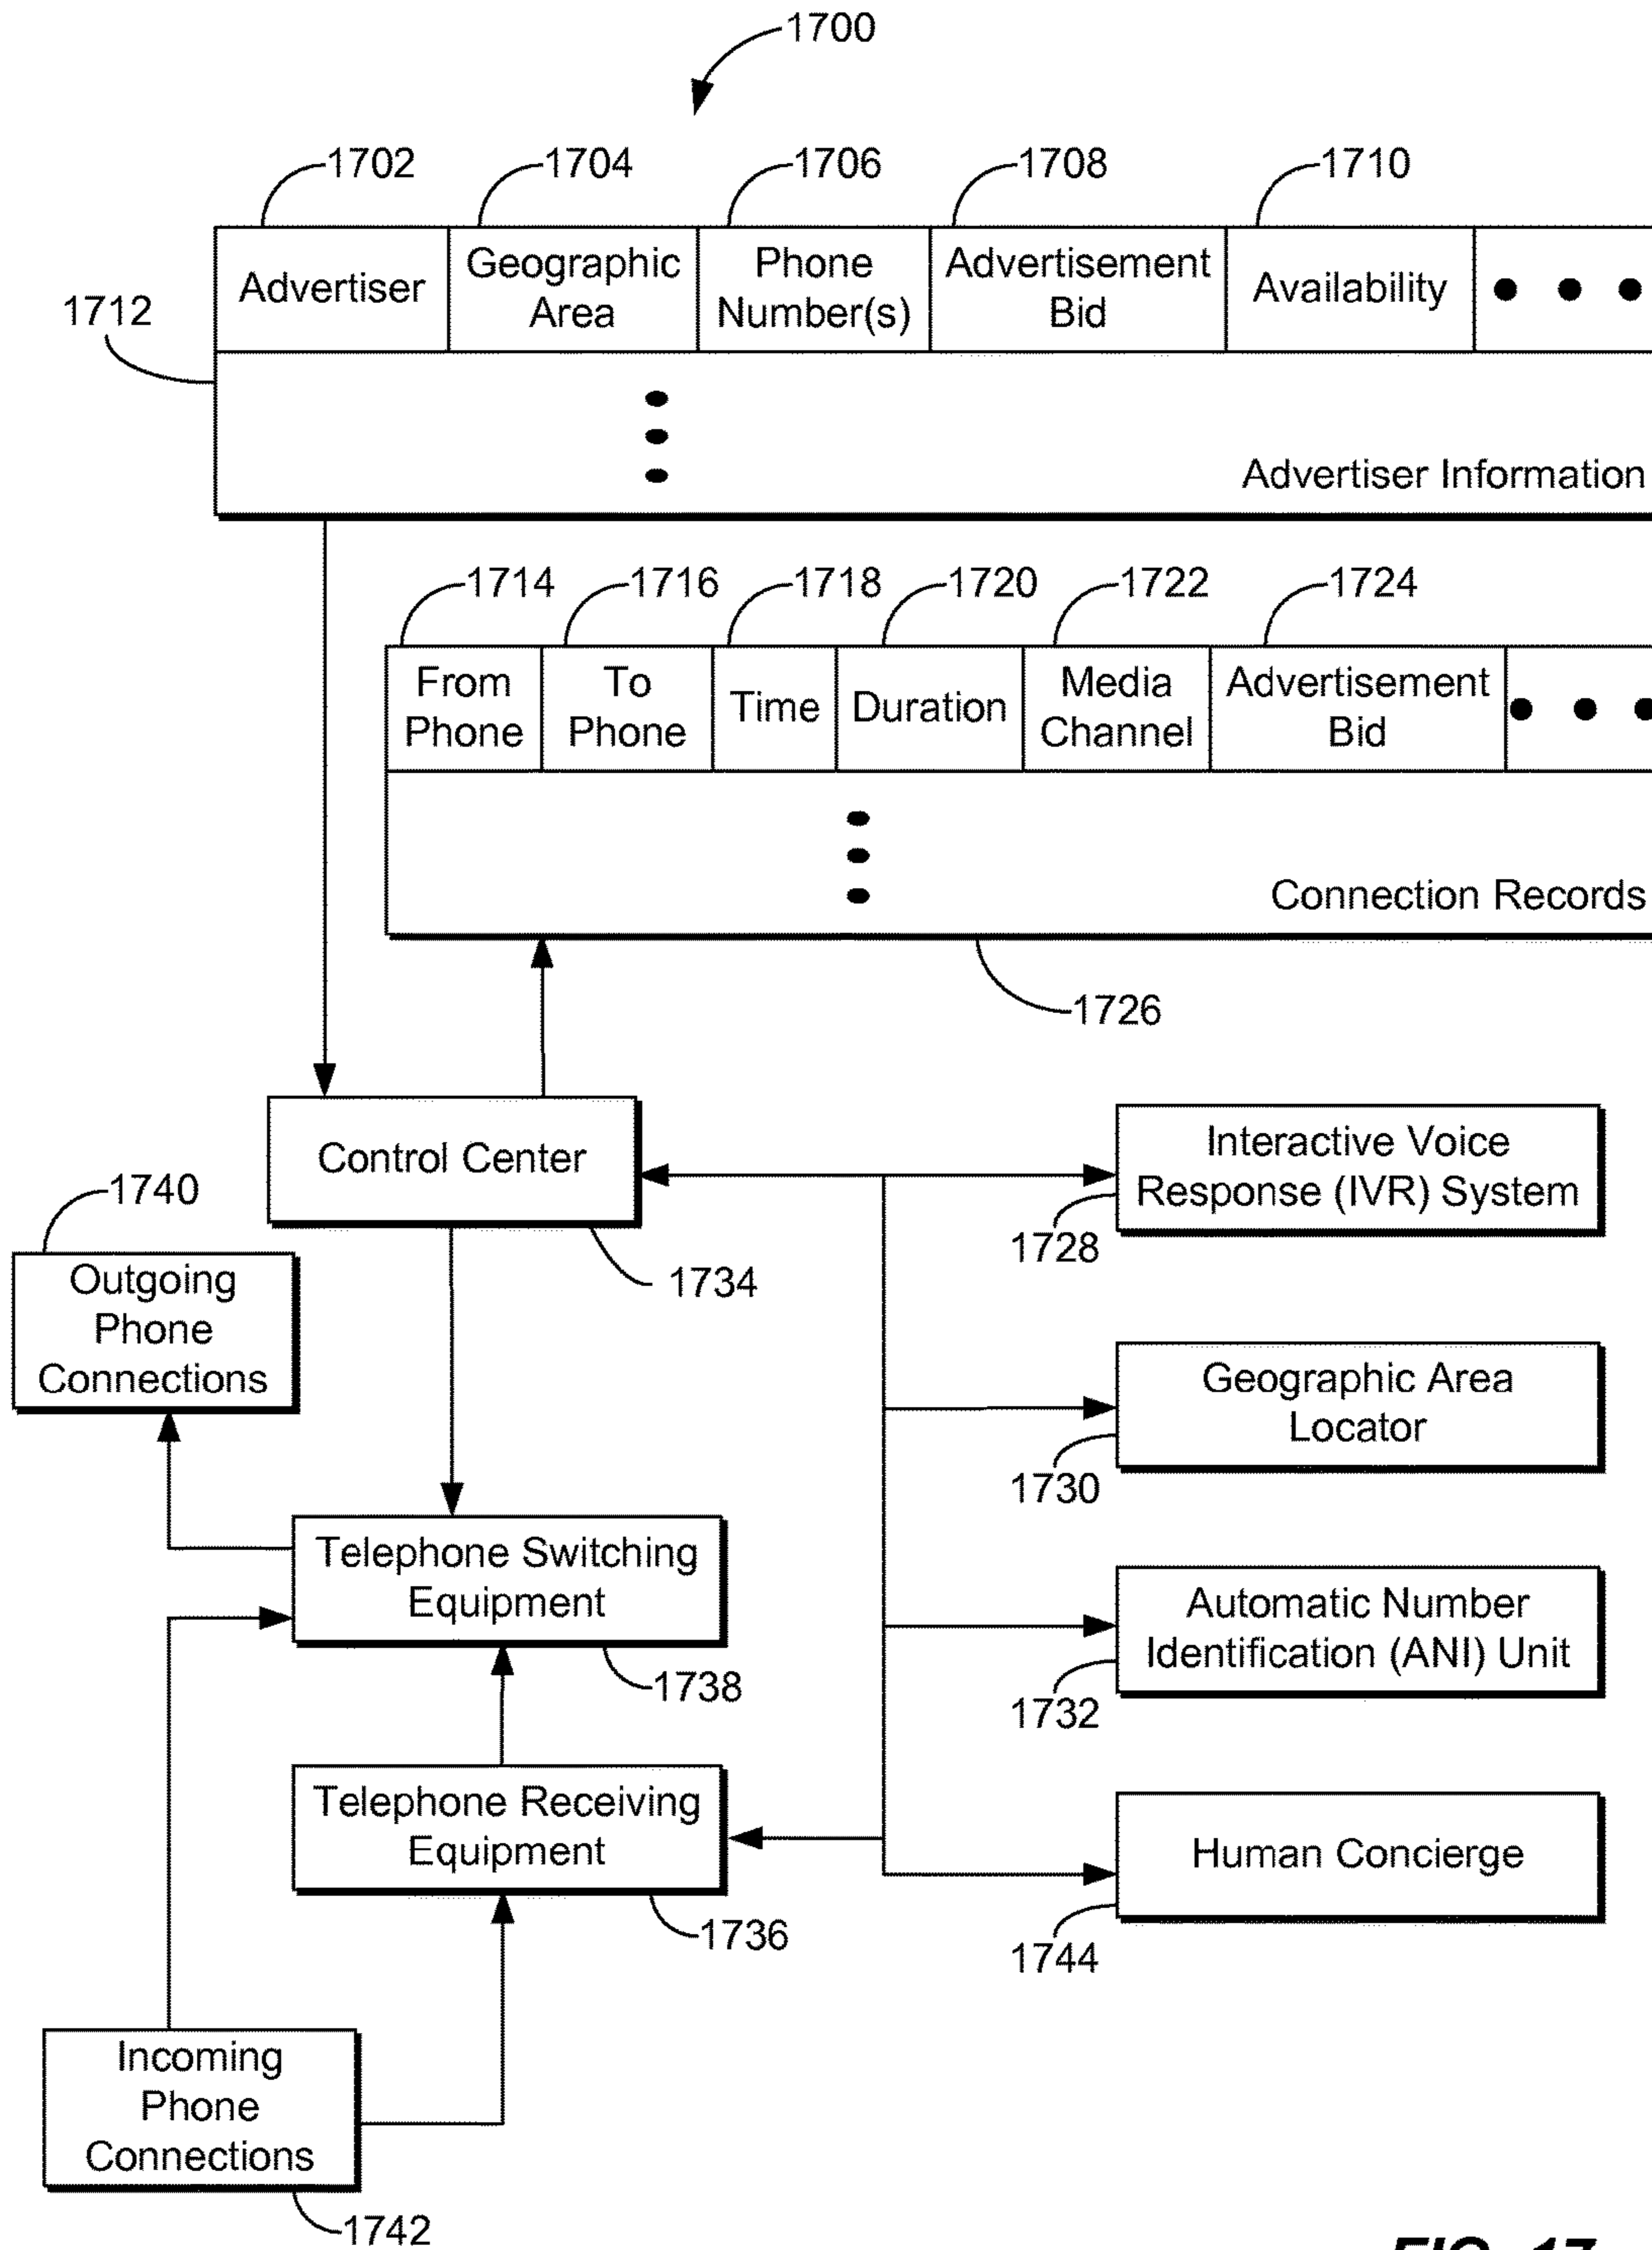 1700
1702
1704
1706
1708
1710
Advertiser
Geographic
Area
Phone
Number(s)
Advertisement
Bid
Availability
1712
Advertiser Information
1714
1716
1718
1720
1722
1724
From
Phone
To
Phone
Time
Duration
Media
Channel
Advertisement
Bid
Connection Records
1726
Control Center
1734
Interactive Voice
Response (IVR) System
1728
1740
Outgoing
Phone
Connections
Geographic Area
Locator
1730
Telephone Switching
Equipment
1738
Automatic Number
Identification (ANI) Unit
1732
Telephone Receiving
Equipment
1736
Human Concierge
1744
Incoming
Phone
Connections
1742
FIG. 17